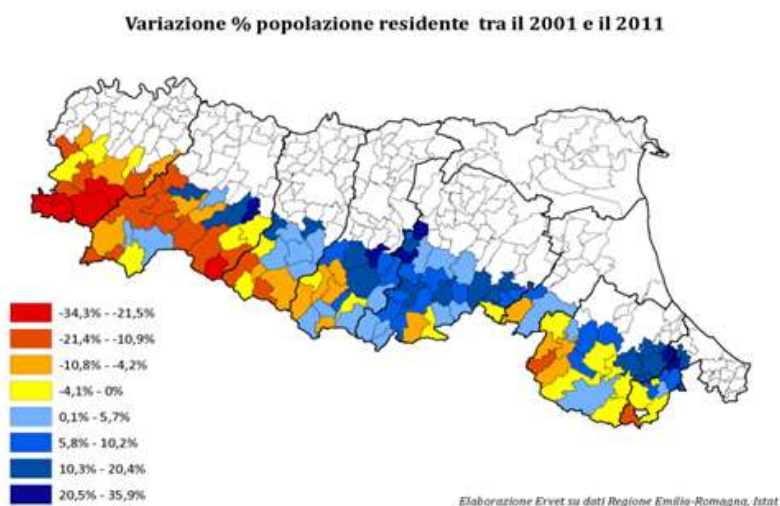 Variazione % popolazione residente tra il 2001 e il 2011
-34,3% - -21,5%
-21,4% - -10,9%
-10,8% - -4,2%
-4,1% - 0%
0,1% - 5,7%
5,8% - 10,2%
10,3% - 20,4%
20,5% - 35,9%
Elaborazione Ervet su dati Regione Emilia-Romagna, Istat